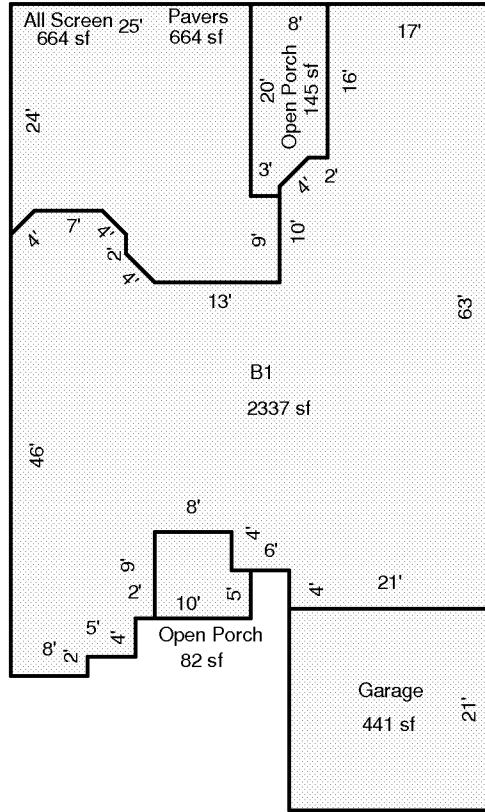 All Screen
664 sf
25'
Pavers
664 sf
8'
17'
24'
20'
Open Porch
145 sf
16'
3'
4'
2'
4'
7'
4'
2'
4'
9'
10'
13'
63'
B1
2337 sf
46'
8'
4'
9'
6'
2'
10'
5'
4'
21'
5'
4'
Open Porch
82 sf
8'
2'
Garage
441 sf
21'